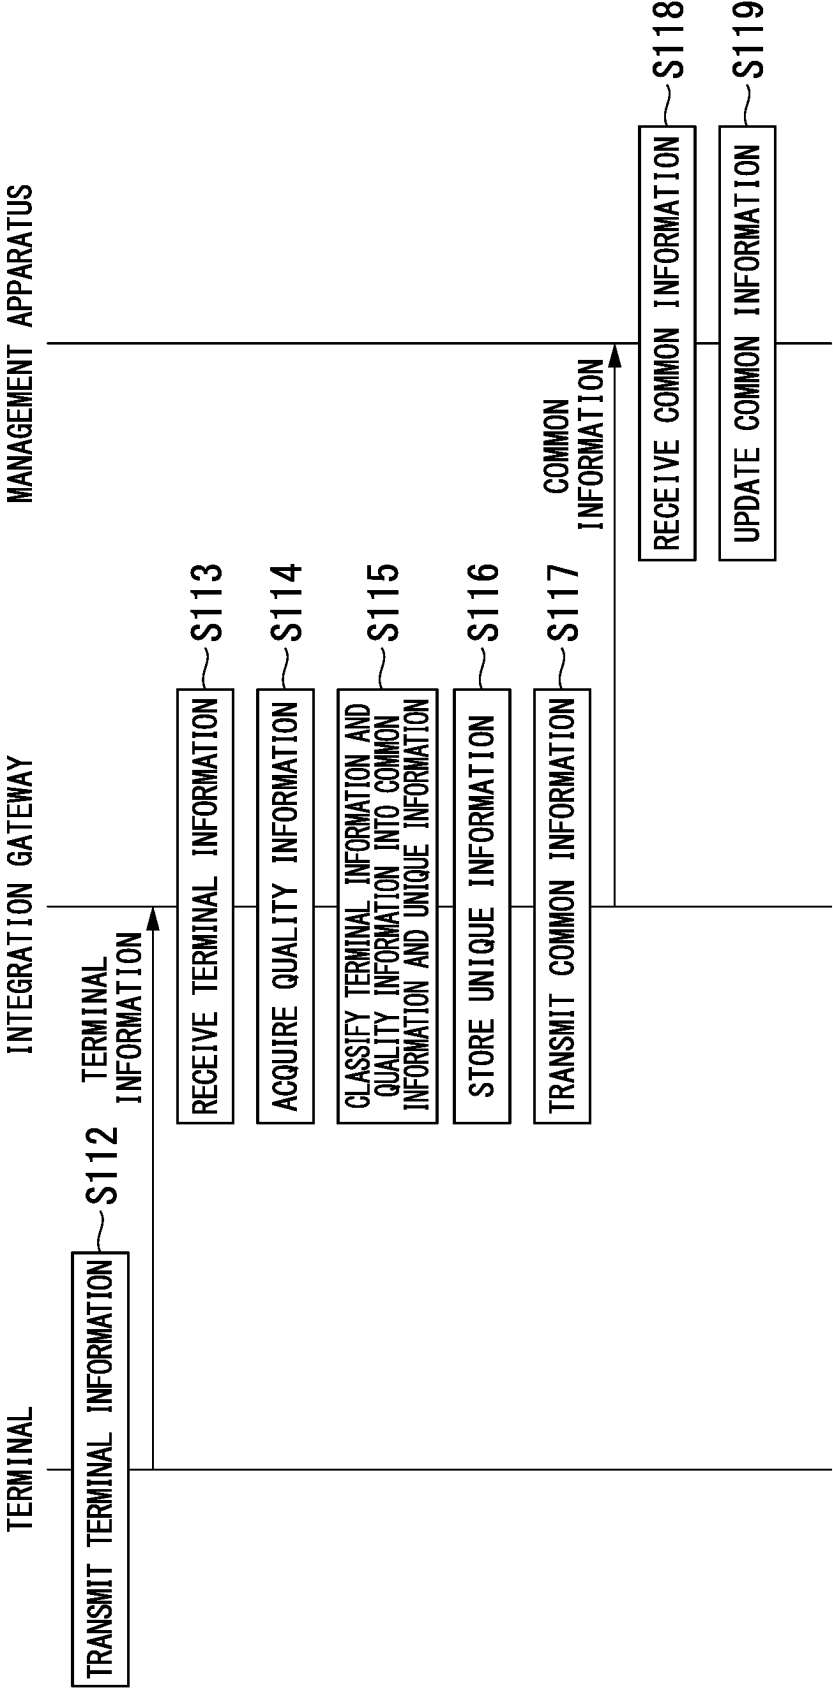 TERMINAL
INTEGRATION GATEWAY
MANAGEMENT APPARATUS
TRANSMIT TERMINAL INFORMATION
S112
TERMINAL
INFORMATION
RECEIVE TERMINAL INFORMATION
S113
ACQUIRE QUALITY INFORMATION
S114
CLASSIFY TERMINAL INFORMATION AND
QUALITY INFORMATION INTO COMMON
INFORMATION AND UNIQUE INFORMATION
S115
STORE UNIQUE INFORMATION
S116
TRANSMIT COMMON INFORMATION
S117
COMMON
INFORMATION
RECEIVE COMMON INFORMATION
S118
UPDATE COMMON INFORMATION
S119